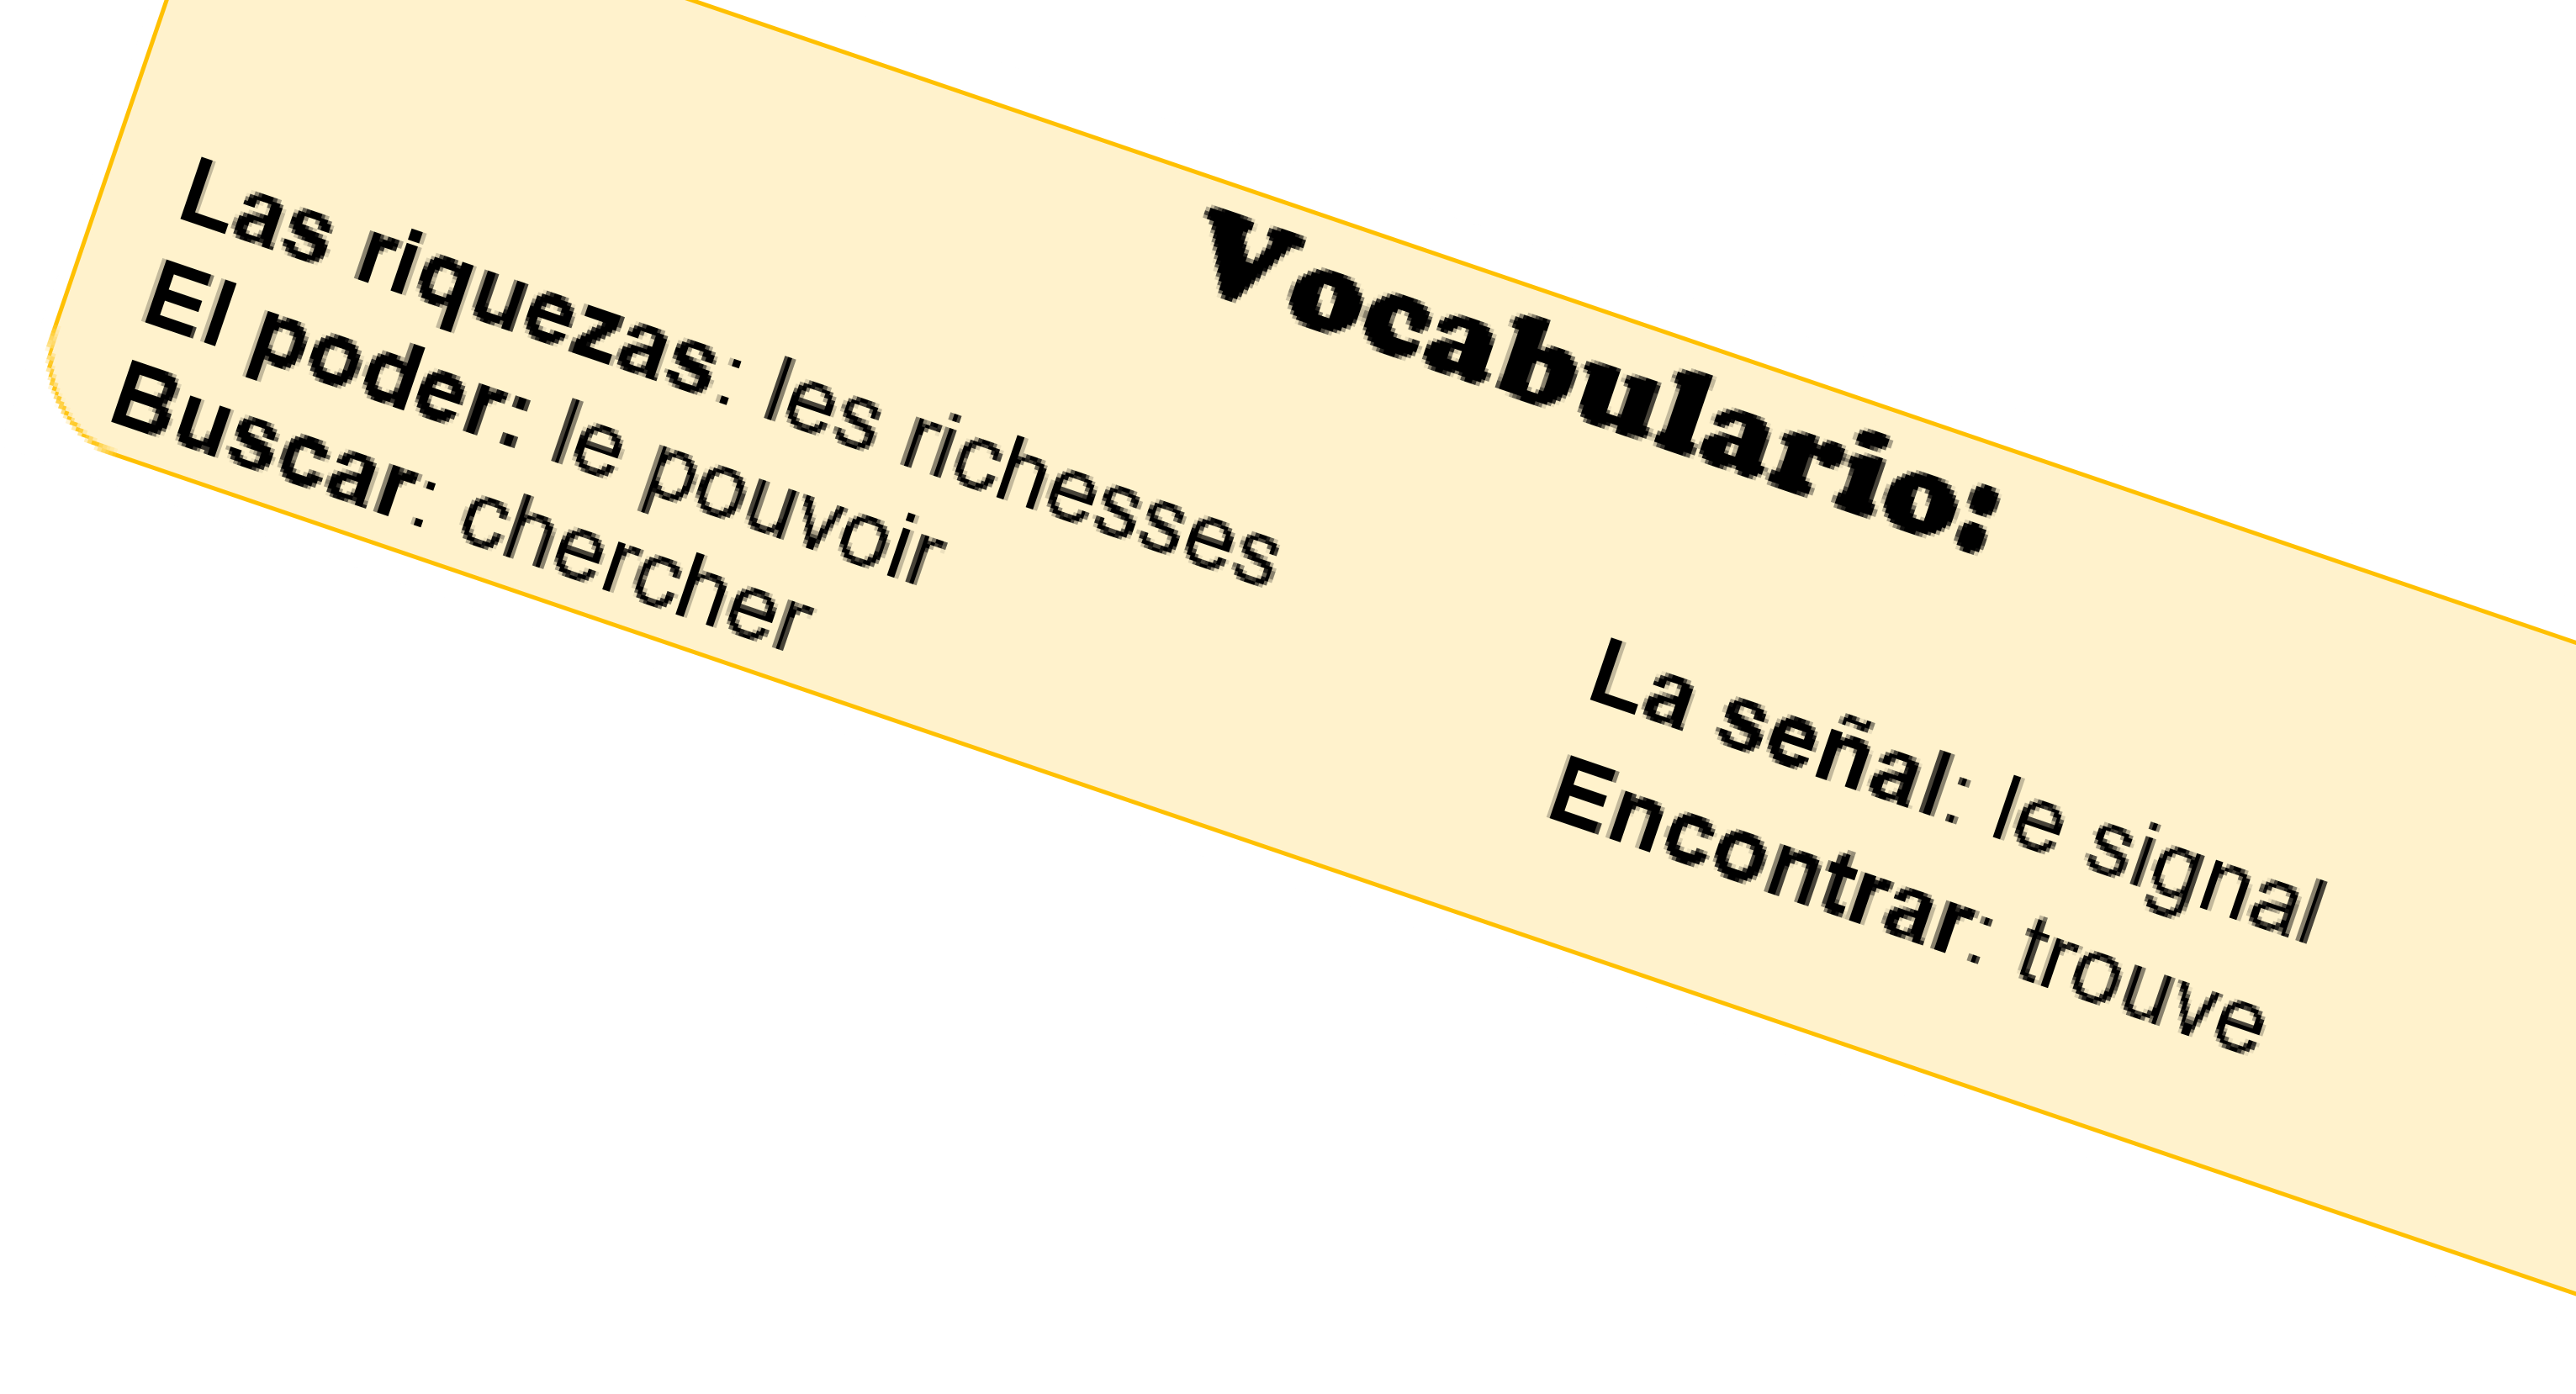 Vocabulario:
Las riquezas: les richesses
El poder: le pouvoir
Buscar: chercher
La señal: le signal
Encontrar: trouve